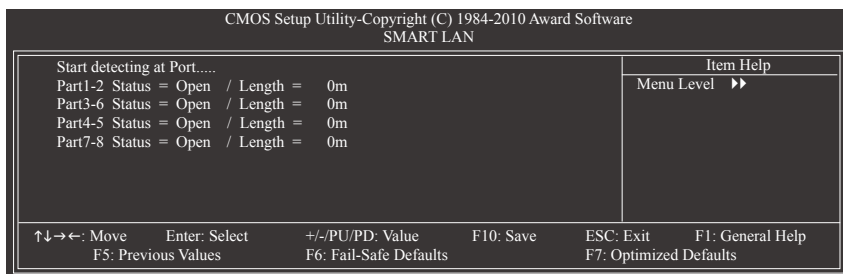 CMOS Setup Utility-Copyright (C) 1984-2010 Award Software
SMART LAN
Start detecting at Port.....
Part1-2 Status = Open / Length = 0m
Part3-6 Status = Open / Length = 0m
Part4-5 Status = Open / Length = 0m
Part7-8 Status = Open / Length = 0m
Item Help
Menu Level ▶▶
↑↓→←: Move Enter: Select +/-/PU/PD: Value F10: Save ESC: Exit F1: General Help
F5: Previous Values F6: Fail-Safe Defaults F7: Optimized Defaults